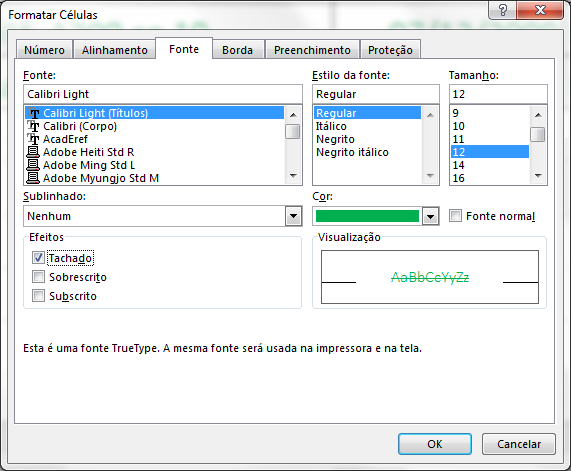 Formatar Células
Número Alinhamento Fonte Borda Preenchimento Proteção
Fonte: Estilo da fonte: Tamanho:
Calibri Light Regular 12
Calibri Light (Títulos) Regular 9
Calibri (Corpo) Itálico 10
AcadEref Negrito 11
Adobe Heiti Std R Negrito itálico 12
Adobe Ming Std L 14
Adobe Myungjo Std M 16
Sublinhado: Cor:
Nenhum Fonte normal
Efeitos Visualização
Tachado
Sobrescrito AaBbCcYyZz
Subscrito
Esta é uma fonte TrueType. A mesma fonte será usada na impressora e na tela.
OK Cancelar